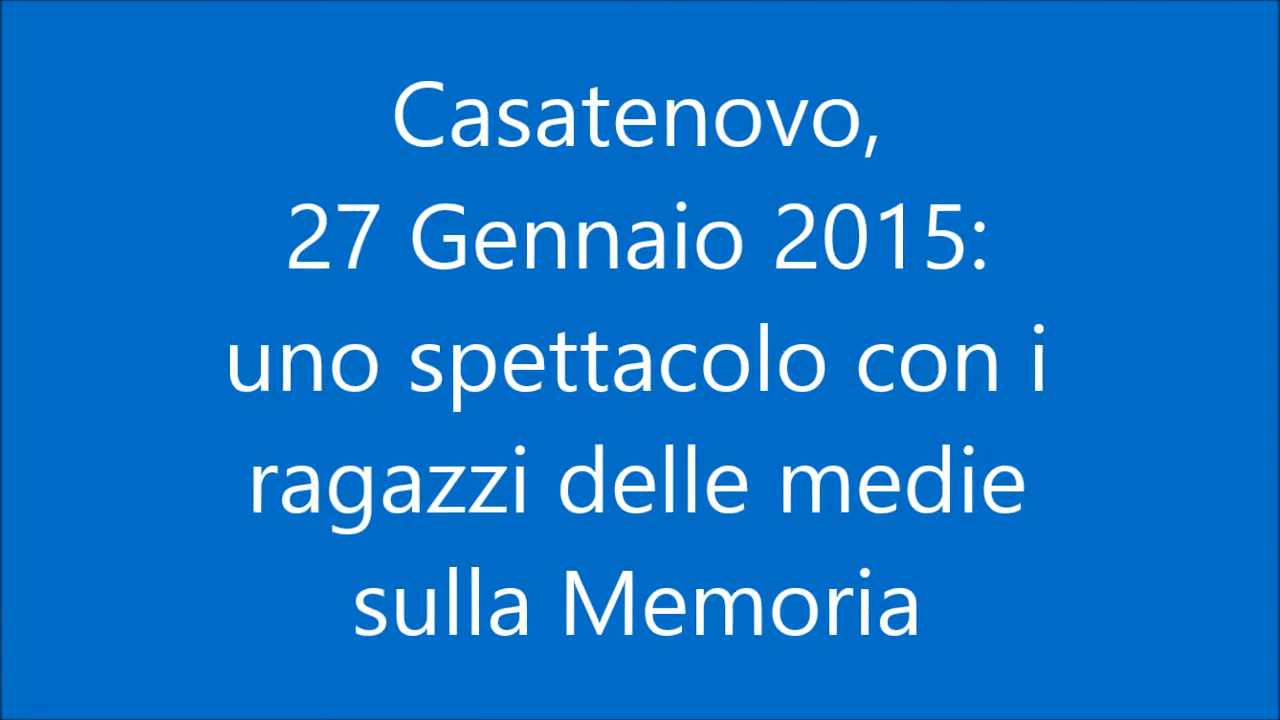 Casatenovo,
27 Gennaio 2015:
uno spettacolo con i
ragazzi delle medie
sulla Memoria